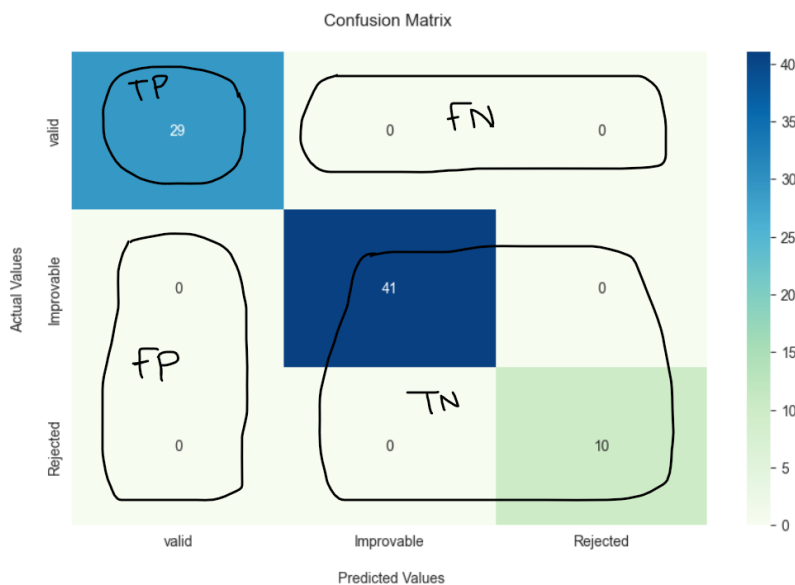 Confusion Matrix
TP
FN
valid
29
0
0
40
35
30
25
20
15
10
5
0
Actual Values
Improvable
0
41
0
FP
TN
Rejected
0
0
10
valid
Improvable
Rejected
Predicted Values